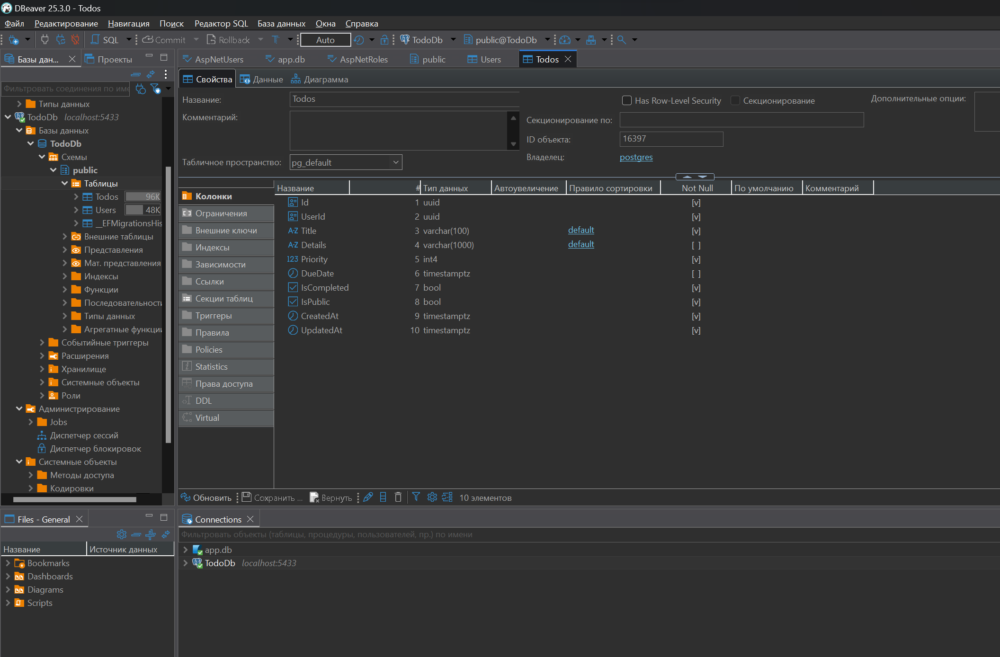 DBeaver 25.3.0 - Todos
Файл Редактирование Навигация Поиск Редактор SQL База данных Окна Справка
SQL Commit Rollback T Auto TodoDb public@TodoDb
Базы дан... Проекты
AspNetUsers app.db AspNetRoles public Users Todos
Свойства Данные Диаграмма
Фильтровать соединения по име
Типы данных
TodoDb localhost:5433
Базы данных
TodoDb
Схемы
public
Таблицы
Todos 96K
Users 48K
__EFMigrationsHis
Внешние таблицы
Представления
Мат. представления
Индексы
Функции
Последовательности
Типы данных
Агрегатные функции
Событийные триггеры
Расширения
Хранилище
Системные объекты
Роли
Администрирование
Jobs
Диспетчер сессий
Диспетчер блокировок
Системные объекты
Методы доступа
Кодировки
Название: Todos
Комментарий:
Табличное пространство: pg_default
Has Row-Level Security Секционирование
Секционирование по:
ID объекта: 16397
Владелец: postgres
Дополнительные опции:
Колонки
Ограничения
Внешние ключи
Индексы
Зависимости
Ссылки
Секции таблиц
Триггеры
Правила
Policies
Statistics
Права доступа
DDL
Virtual
Название # Тип данных Автоувеличение Правило сортировки Not Null По умолчанию Комментарий
Id 1 uuid [v]
UserId 2 uuid [v]
A-Z Title 3 varchar(100) default [v]
A-Z Details 4 varchar(1000) default [ ]
123 Priority 5 int4 [v]
DueDate 6 timestamptz [ ]
IsCompleted 7 bool [v]
IsPublic 8 bool [v]
CreatedAt 9 timestamptz [v]
UpdatedAt 10 timestamptz [v]
Обновить Сохранить ... Вернуть 10 элементов
Files - General
Название Источник данных
Bookmarks
Dashboards
Diagrams
Scripts
Connections
Фильтровать объекты (таблицы, процедуры, пользователей, пр.) по имени
app.db
TodoDb localhost:5433